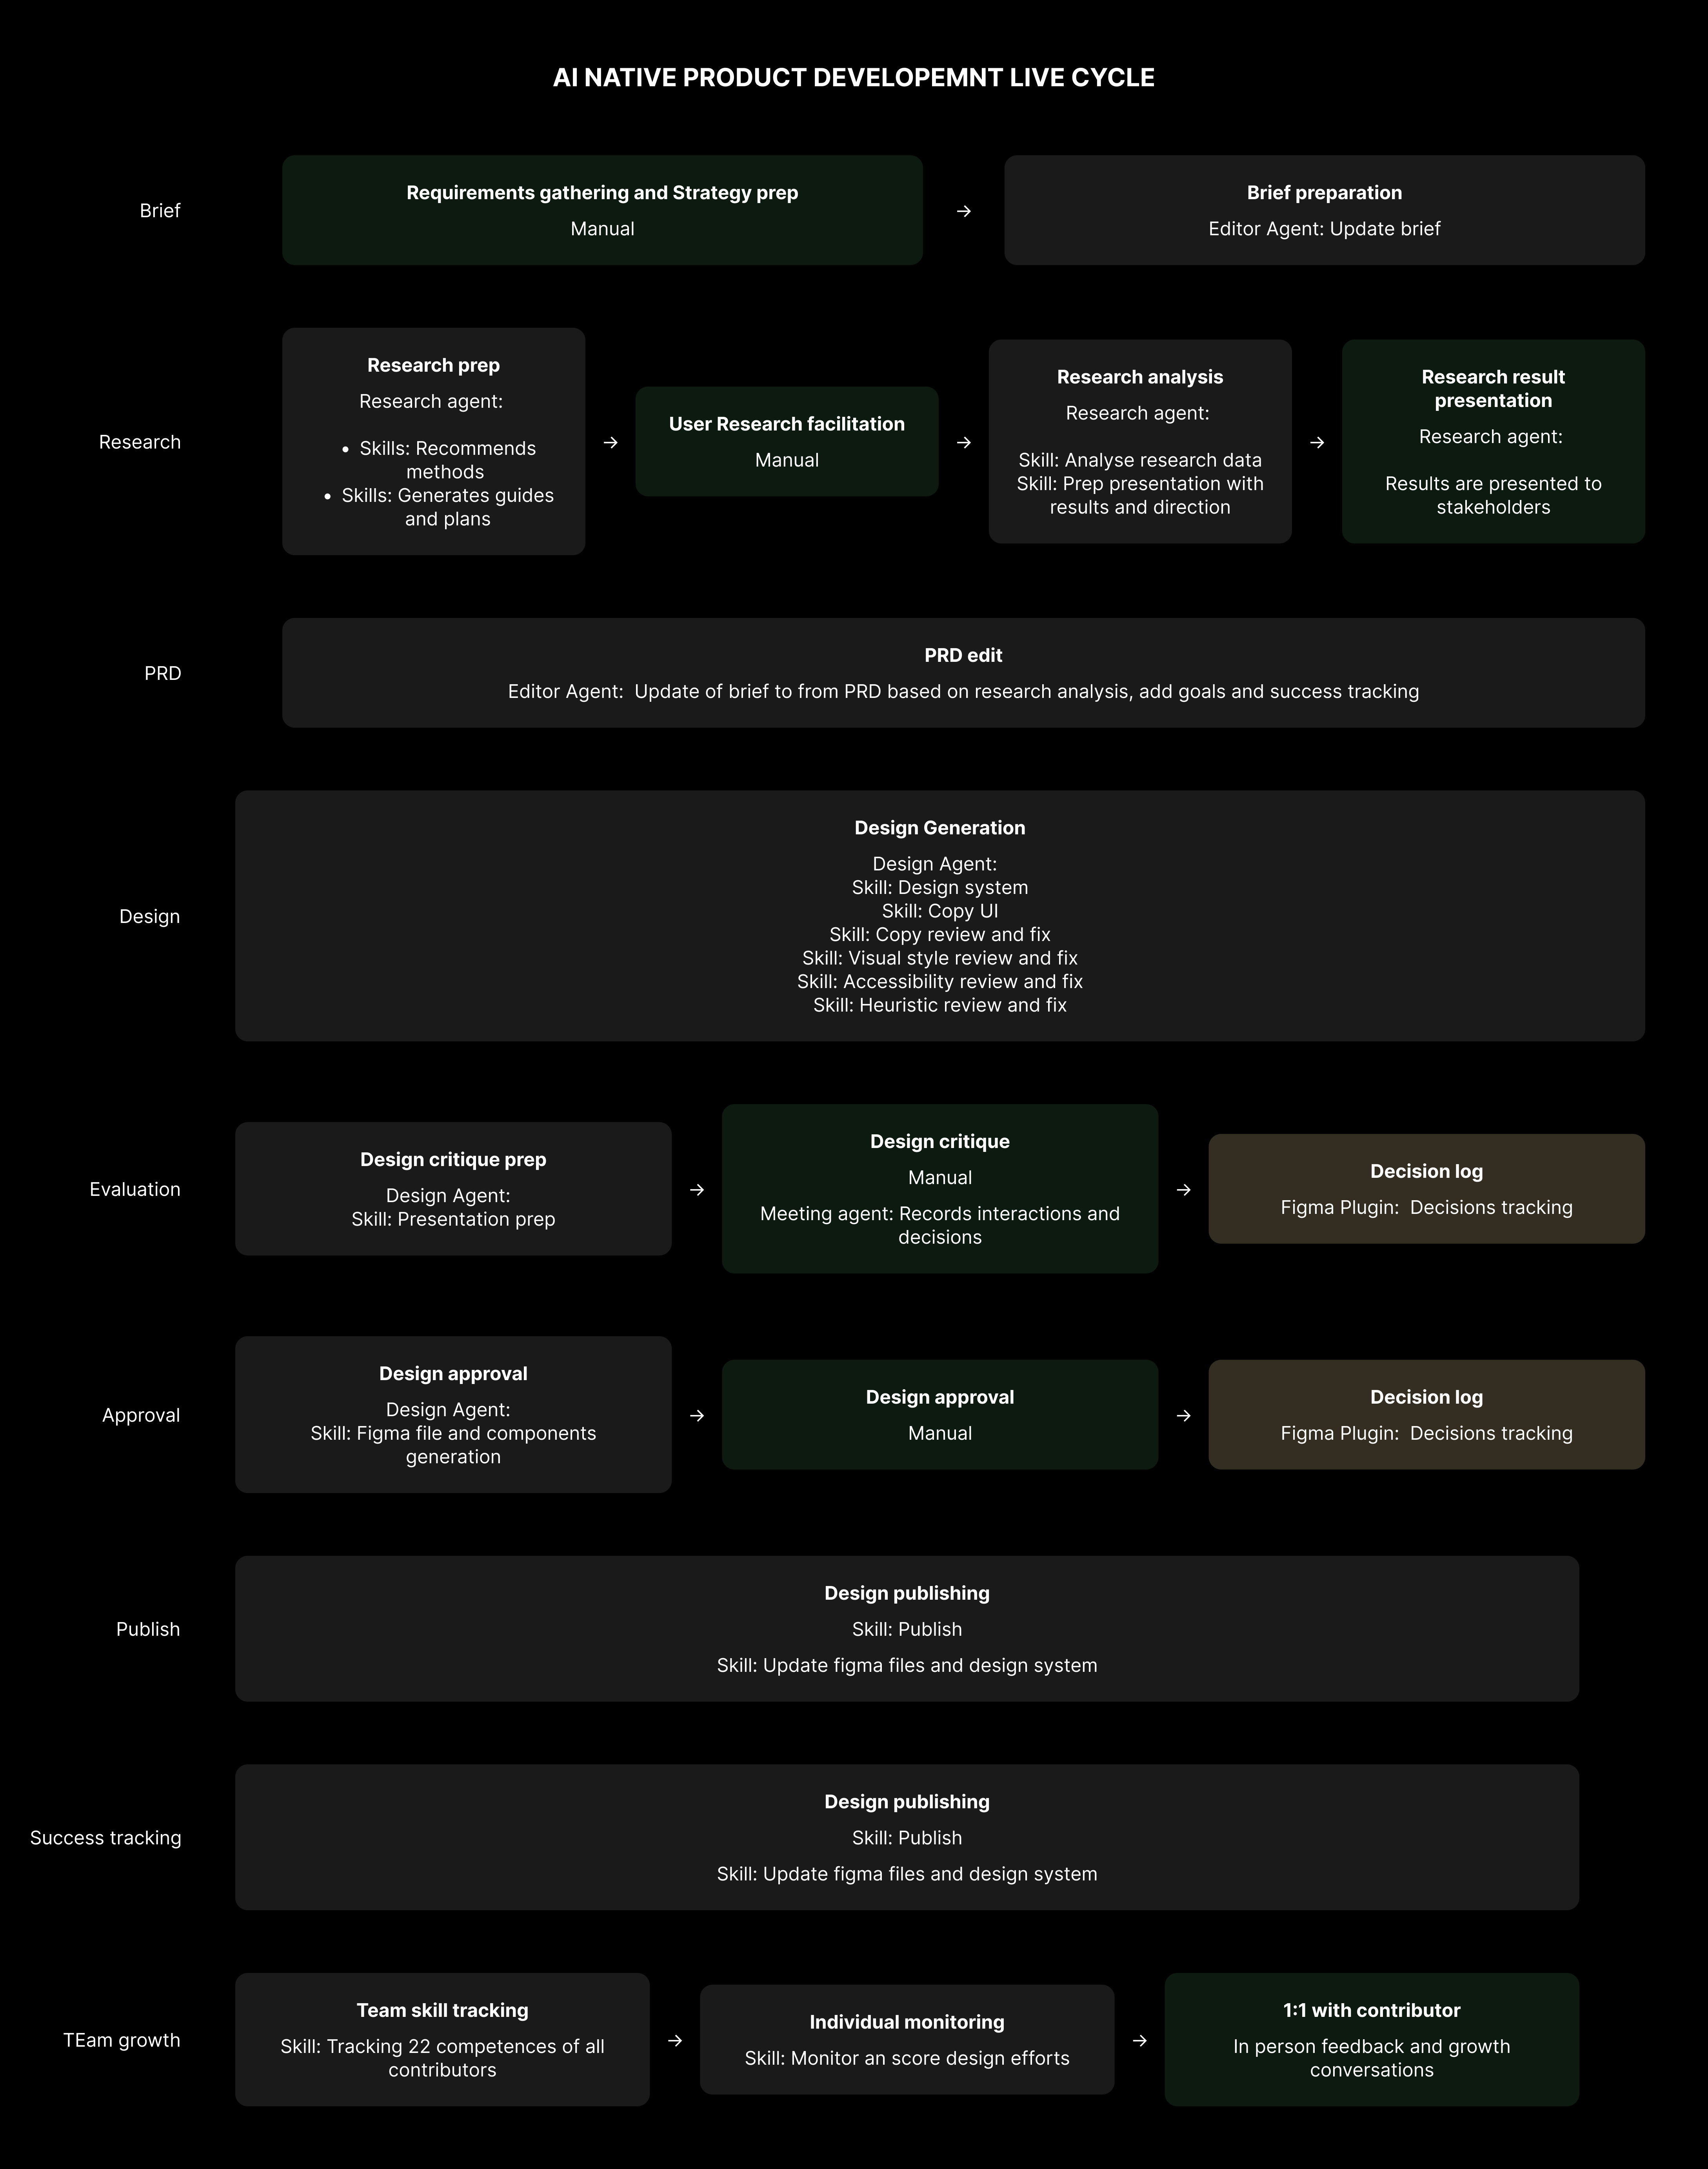 AI NATIVE PRODUCT DEVELOPEMNT LIVE CYCLE
Brief
Requirements gathering and Strategy prep
Manual
→
Brief preparation
Editor Agent: Update brief
Research
Research prep
Research agent:
• Skills: Recommends
methods
• Skills: Generates guides
and plans
→
User Research facilitation
Manual
→
Research analysis
Research agent:
Skill: Analyse research data
Skill: Prep presentation with
results and direction
→
Research result
presentation
Research agent:
Results are presented to
stakeholders
PRD
PRD edit
Editor Agent:  Update of brief to from PRD based on research analysis, add goals and success tracking
Design
Design Generation
Design Agent:
Skill: Design system
Skill: Copy UI
Skill: Copy review and fix
Skill: Visual style review and fix
Skill: Accessibility review and fix
Skill: Heuristic review and fix
Evaluation
Design critique prep
Design Agent:
Skill: Presentation prep
→
Design critique
Manual
Meeting agent: Records interactions and
decisions
→
Decision log
Figma Plugin:  Decisions tracking
Approval
Design approval
Design Agent:
Skill: Figma file and components
generation
→
Design approval
Manual
→
Decision log
Figma Plugin:  Decisions tracking
Publish
Design publishing
Skill: Publish
Skill: Update figma files and design system
Success tracking
Design publishing
Skill: Publish
Skill: Update figma files and design system
TEam growth
Team skill tracking
Skill: Tracking 22 competences of all
contributors
→
Individual monitoring
Skill: Monitor an score design efforts
→
1:1 with contributor
In person feedback and growth
conversations